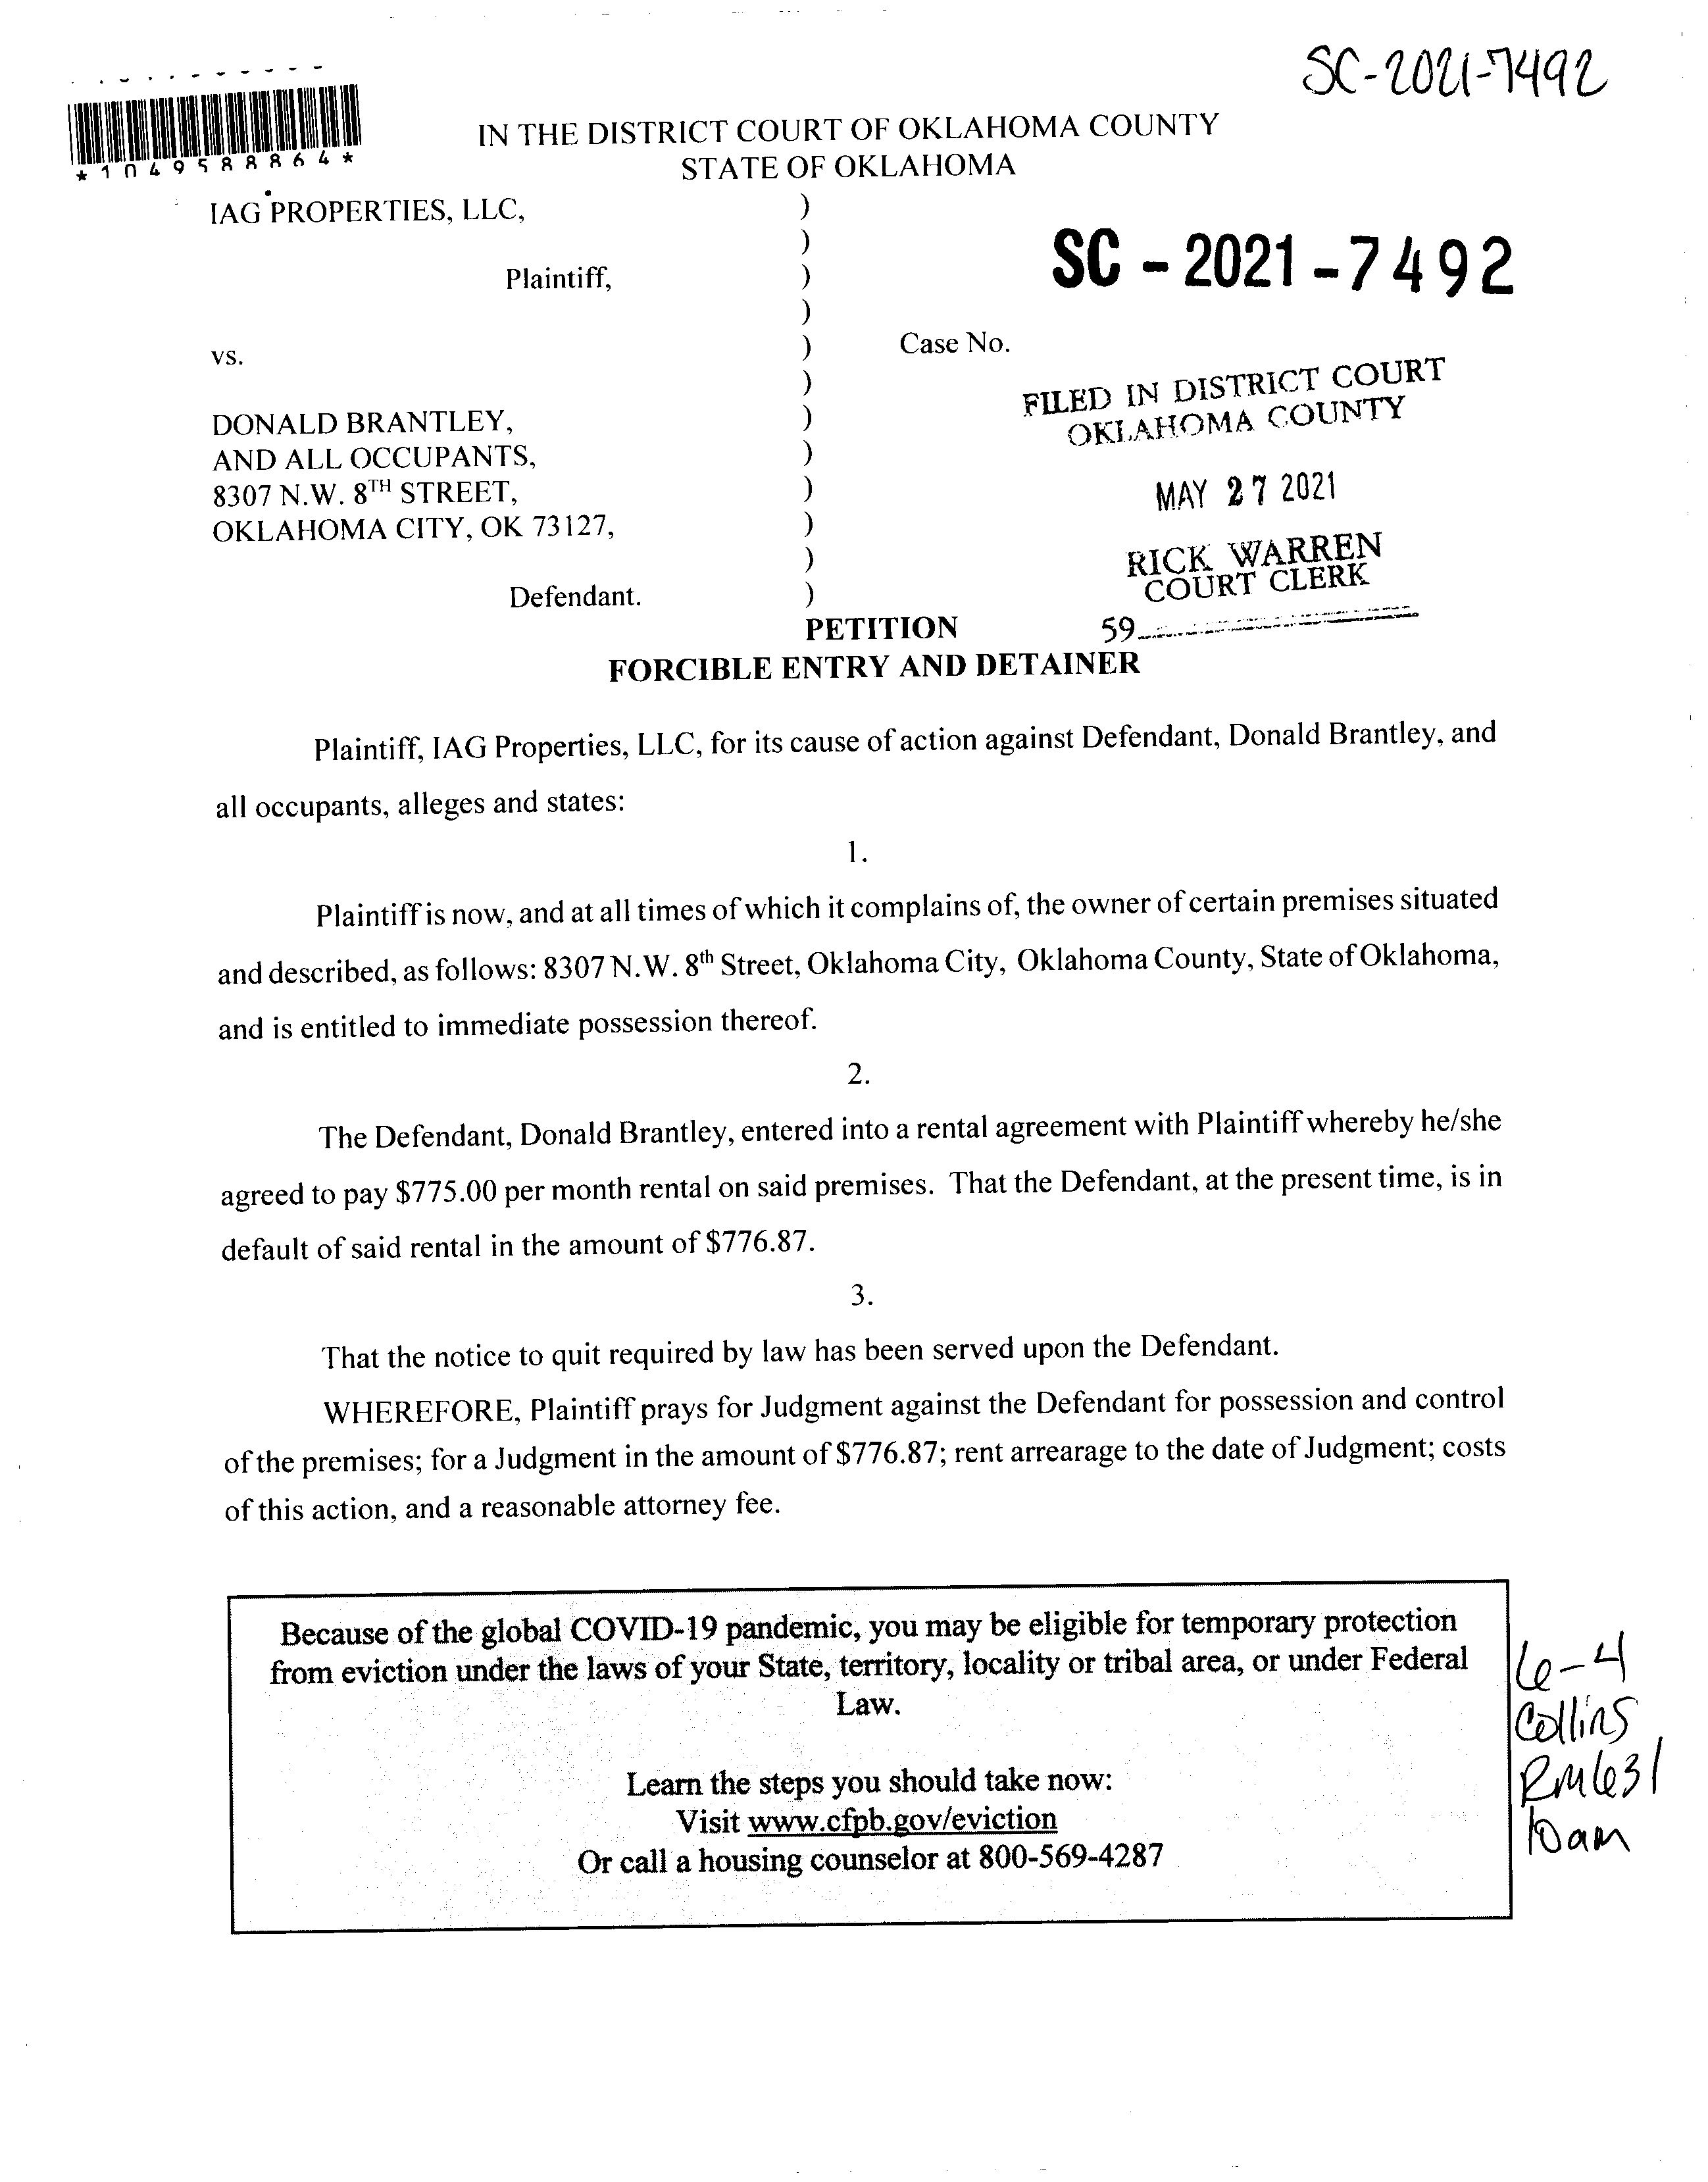 SC-2021-7492
*1049588864*
IN THE DISTRICT COURT OF OKLAHOMA COUNTY
STATE OF OKLAHOMA
IAG PROPERTIES, LLC, )
)
Plaintiff, )
)
SC - 2021 - 7492
vs. ) Case No.
)
FILED IN DISTRICT COURT
OKLAHOMA COUNTY
DONALD BRANTLEY, )
AND ALL OCCUPANTS, )
8307 N.W. 8TH STREET, )
MAY 27 2021
OKLAHOMA CITY, OK 73127, )
)
RICK WARREN
COURT CLERK
Defendant. )
59
PETITION
FORCIBLE ENTRY AND DETAINER
Plaintiff, IAG Properties, LLC, for its cause of action against Defendant, Donald Brantley, and
all occupants, alleges and states:
1.
Plaintiff is now, and at all times of which it complains of, the owner of certain premises situated
and described, as follows: 8307 N.W. 8th Street, Oklahoma City, Oklahoma County, State of Oklahoma,
and is entitled to immediate possession thereof.
2.
The Defendant, Donald Brantley, entered into a rental agreement with Plaintiff whereby he/she
agreed to pay $775.00 per month rental on said premises. That the Defendant, at the present time, is in
default of said rental in the amount of $776.87.
3.
That the notice to quit required by law has been served upon the Defendant.
WHEREFORE, Plaintiff prays for Judgment against the Defendant for possession and control
of the premises; for a Judgment in the amount of $776.87; rent arrearage to the date of Judgment; costs
of this action, and a reasonable attorney fee.
Because of the global COVID-19 pandemic, you may be eligible for temporary protection
from eviction under the laws of your State, territory, locality or tribal area, or under Federal
Law.
Learn the steps you should take now:
Visit www.cfpb.gov/eviction
Or call a housing counselor at 800-569-4287
6-4
Collins
Rm631
10am